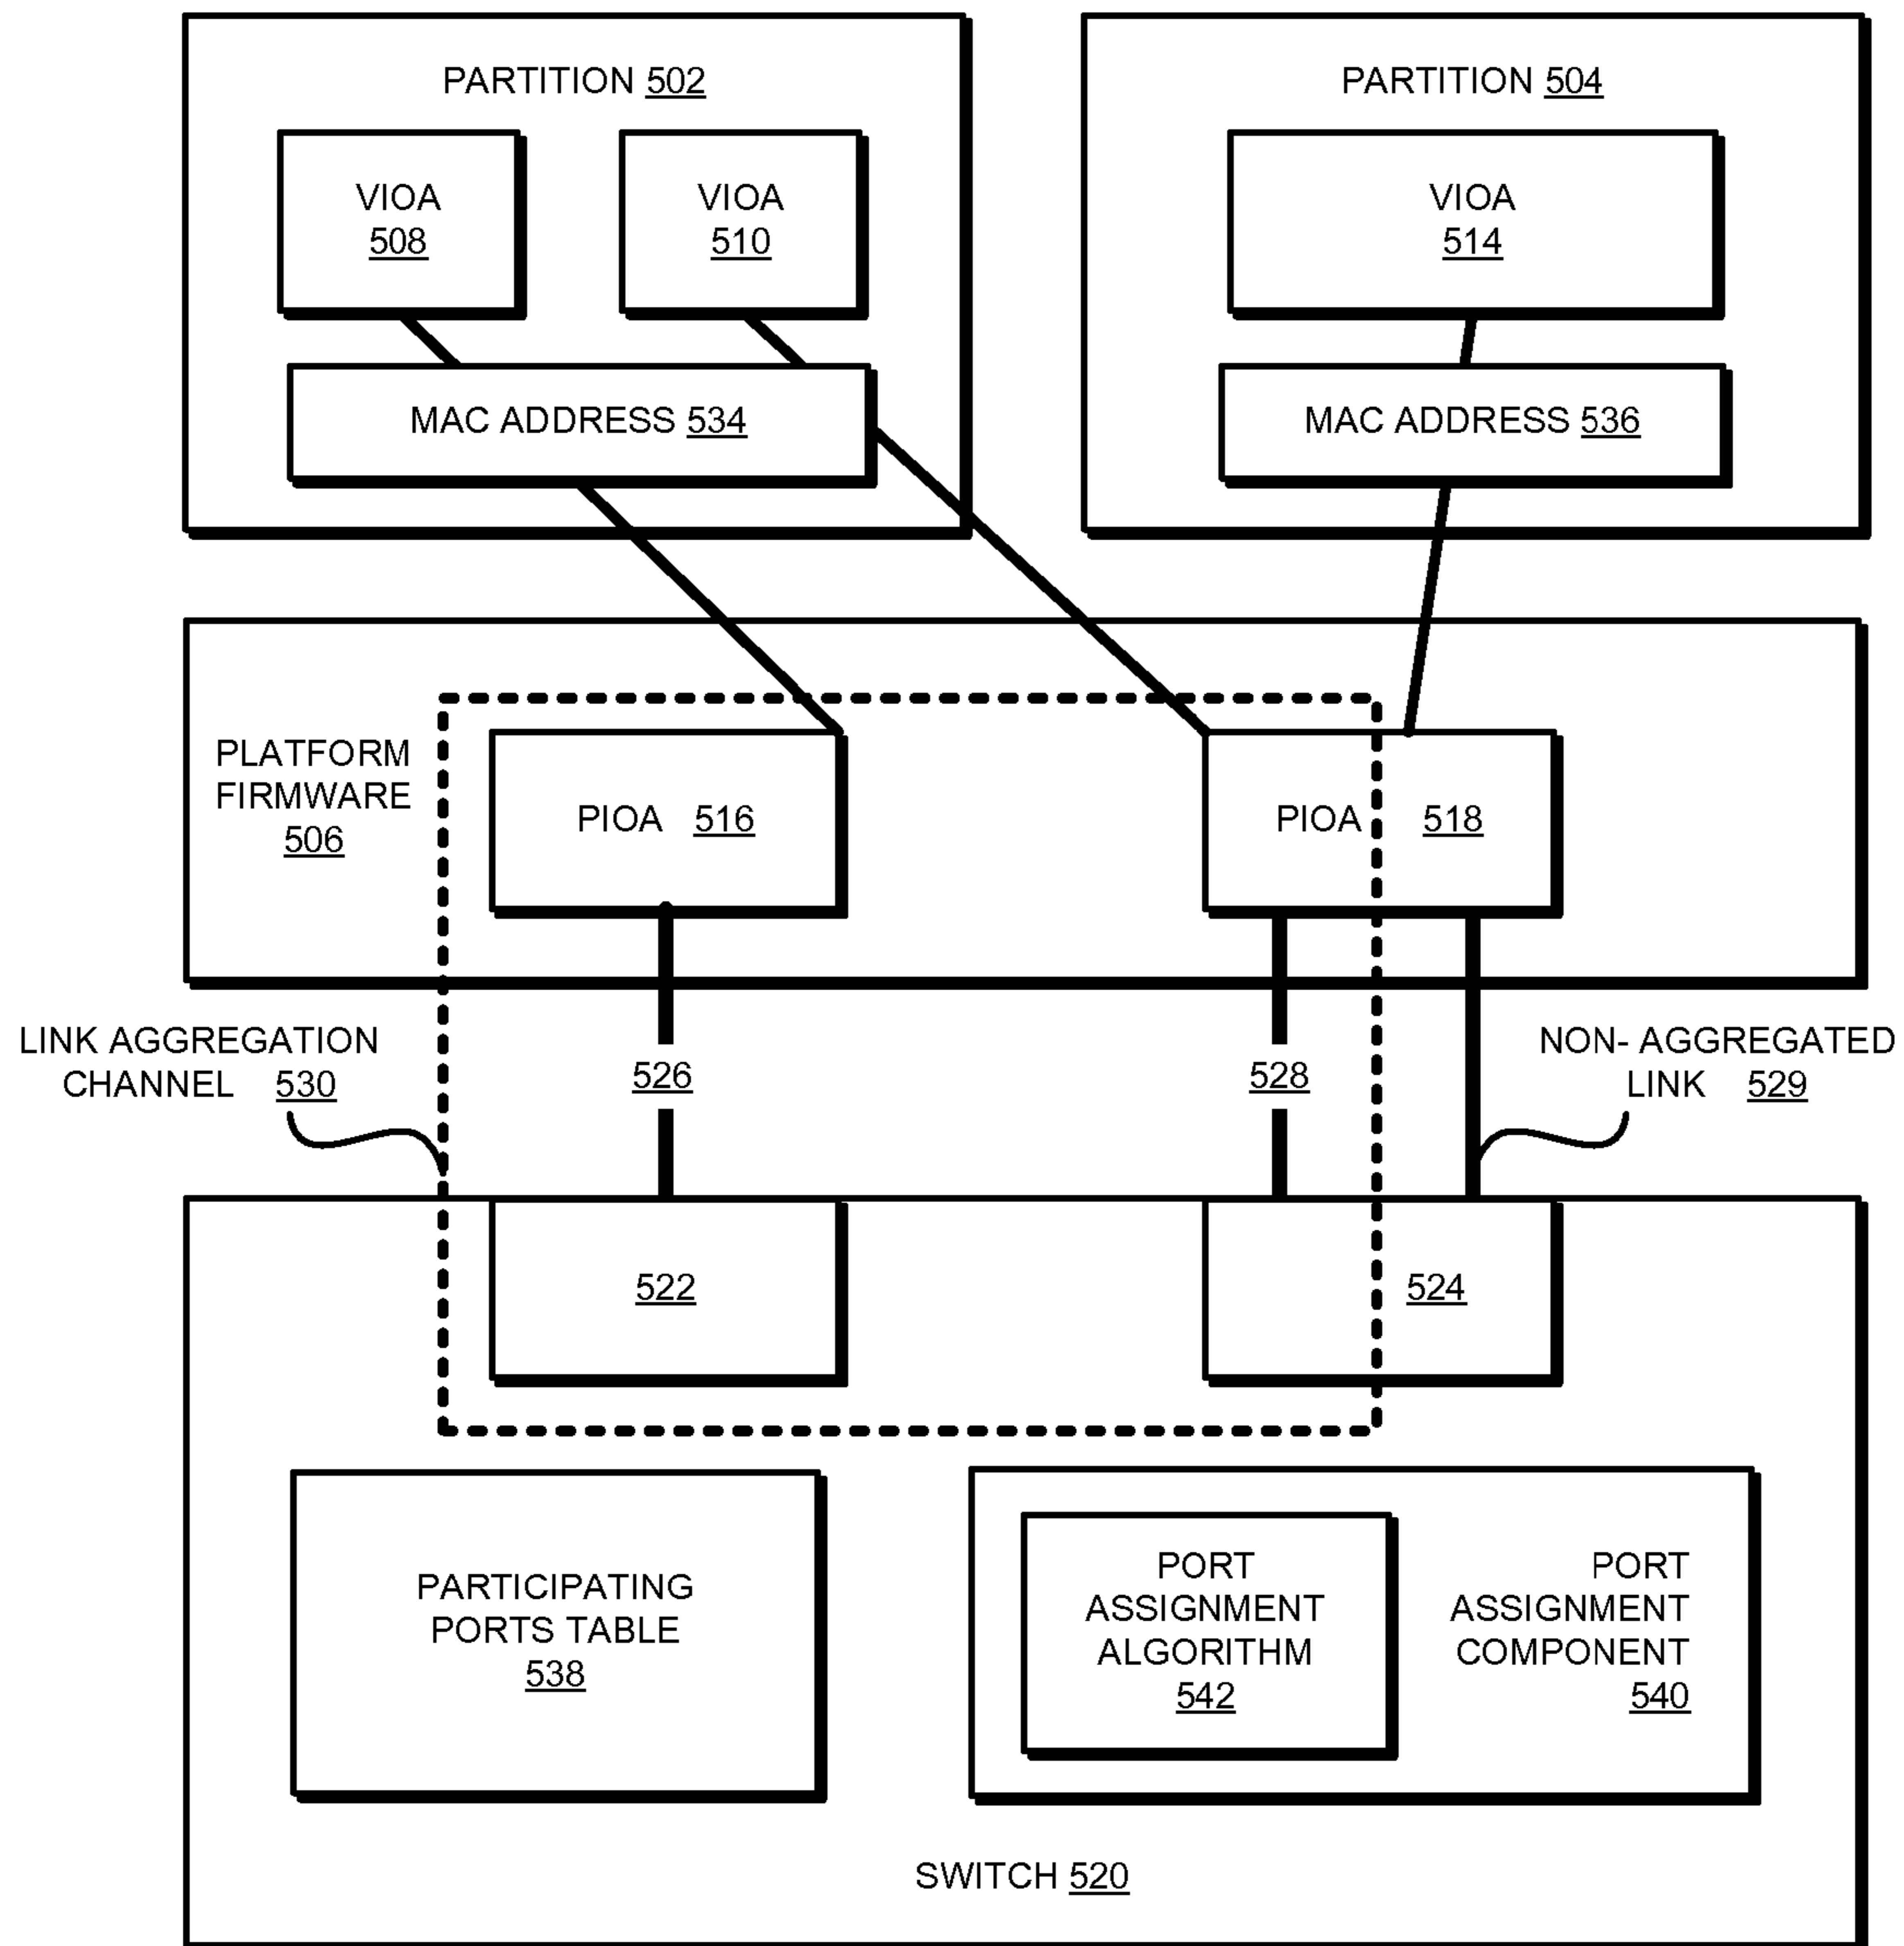 PARTITION 502
PARTITION 504
VIOA
508
VIOA
510
VIOA
514
MAC ADDRESS 534
MAC ADDRESS 536
PLATFORM
FIRMWARE
506
PIOA 516
PIOA 518
LINK AGGREGATION
CHANNEL 530
526
528
NON- AGGREGATED
LINK 529
522
524
PARTICIPATING
PORTS TABLE
538
PORT
ASSIGNMENT
ALGORITHM
542
PORT
ASSIGNMENT
COMPONENT
540
SWITCH 520